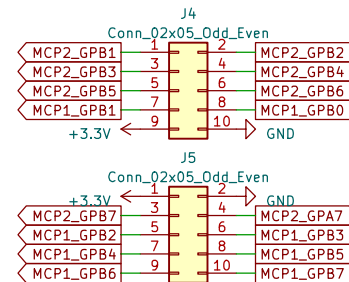 J4
Conn_02x05_Odd_Even
MCP2_GPB1 1 2 MCP2_GPB2
MCP2_GPB3 3 4 MCP2_GPB4
MCP2_GPB5 5 6 MCP2_GPB6
MCP1_GPB1 7 8 MCP1_GPB0
+3.3V 9 10 GND
J5
Conn_02x05_Odd_Even
+3.3V 1 2 GND
MCP2_GPB7 3 4 MCP2_GPA7
MCP1_GPB2 5 6 MCP1_GPB3
MCP1_GPB4 7 8 MCP1_GPB5
MCP1_GPB6 9 10 MCP1_GPB7